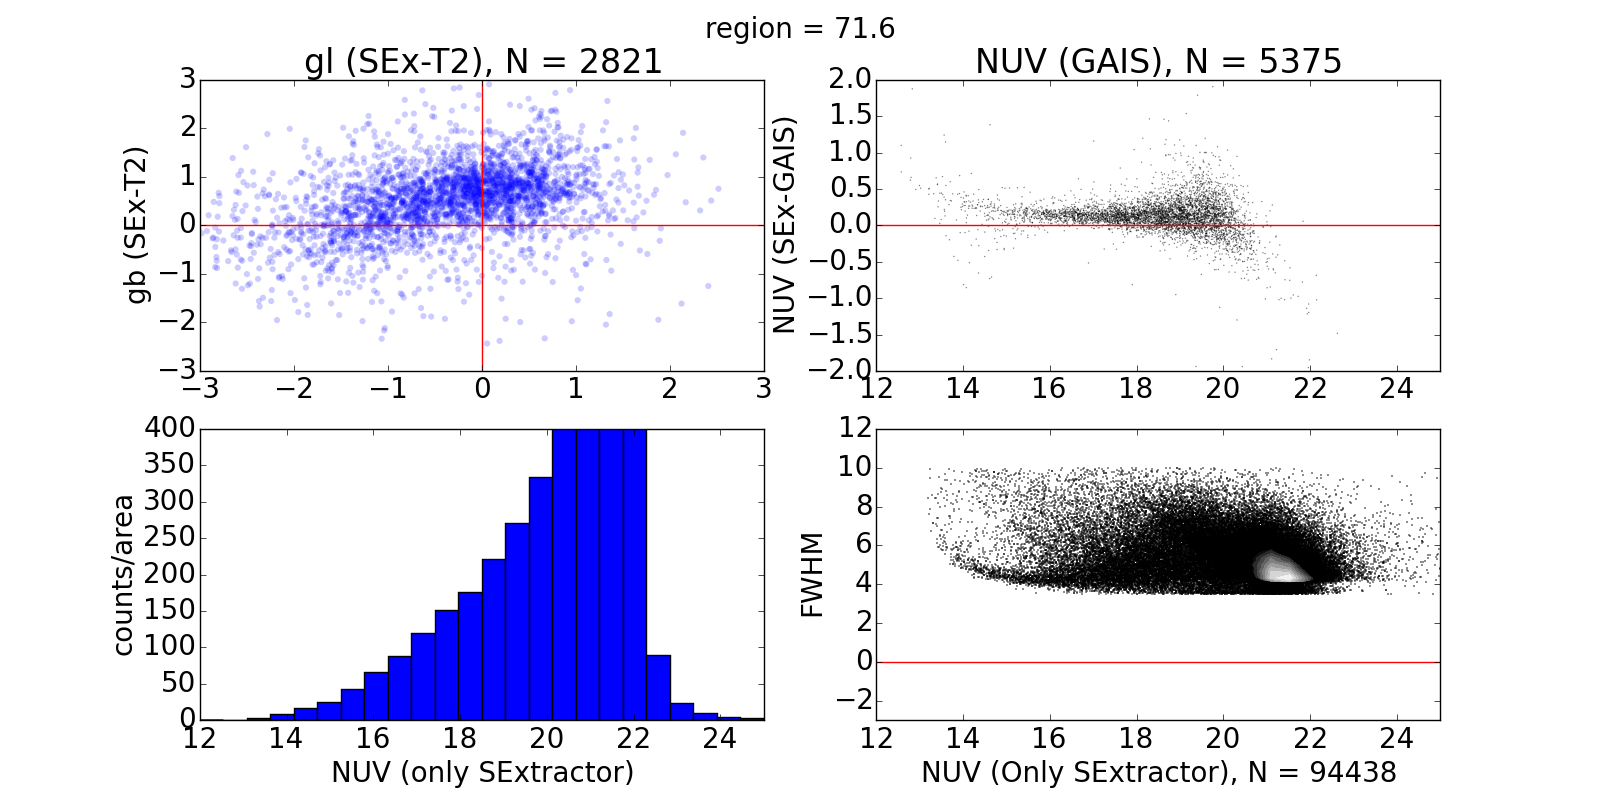 region = 71.6
gl (SEx-T2), N = 2821
NUV (GAIS), N = 5375
3
2
1
0
−1
−2
−3
gb (SEx-T2)
−3 −2 −1 0 1 2 3
2.0
1.5
1.0
0.5
0.0
−0.5
−1.0
−1.5
−2.0
NUV (SEx-GAIS)
12 14 16 18 20 22 24
400
350
300
250
200
150
100
50
0
counts/area
12 14 16 18 20 22 24
NUV (only SExtractor)
12
10
8
6
4
2
0
−2
FWHM
12 14 16 18 20 22 24
NUV (Only SExtractor), N = 94438